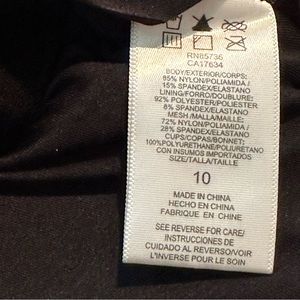 RN85736
CA17634
BODY/EXTERIOR/CORPS:
85% NYLON/POLIAMIDA/
15% SPANDEX/ELASTANO
LINING/FORRO/DOUBLURE:
92% POLYESTER/POLIESTER
8% SPANDEX/ELASTANO
MESH /MALLA/MAILLE:
72% NYLON/POLIAMIDA/
28% SPANDEX/ELASTANO
CUPS/COPAS/BONNET:
100%POLYURETHANE/POLIURETANO
CON INSUMOS IMPORTADOS
SIZE/TALLA/TAILLE
10
MADE IN CHINA
HECHO EN CHINA
FABRIQUE EN CHINE
SEE REVERSE FOR CARE/
INSTRUCCIONES DE
CUIDADO AL REVERSO/VOIR
L'INVERSE POUR LE SOIN